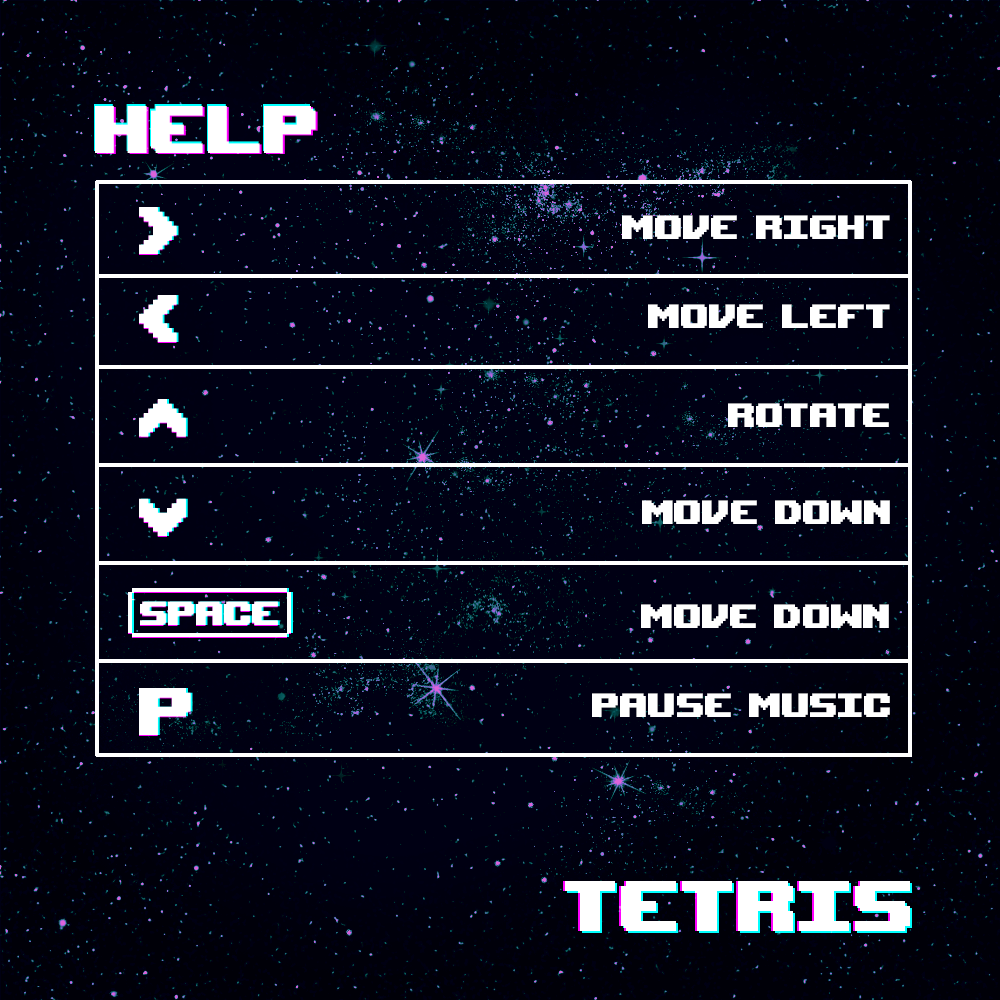 HELP
> MOVE RIGHT
< MOVE LEFT
ROTATE
MOVE DOWN
SPACE MOVE DOWN
P PAUSE MUSIC
TETRIS